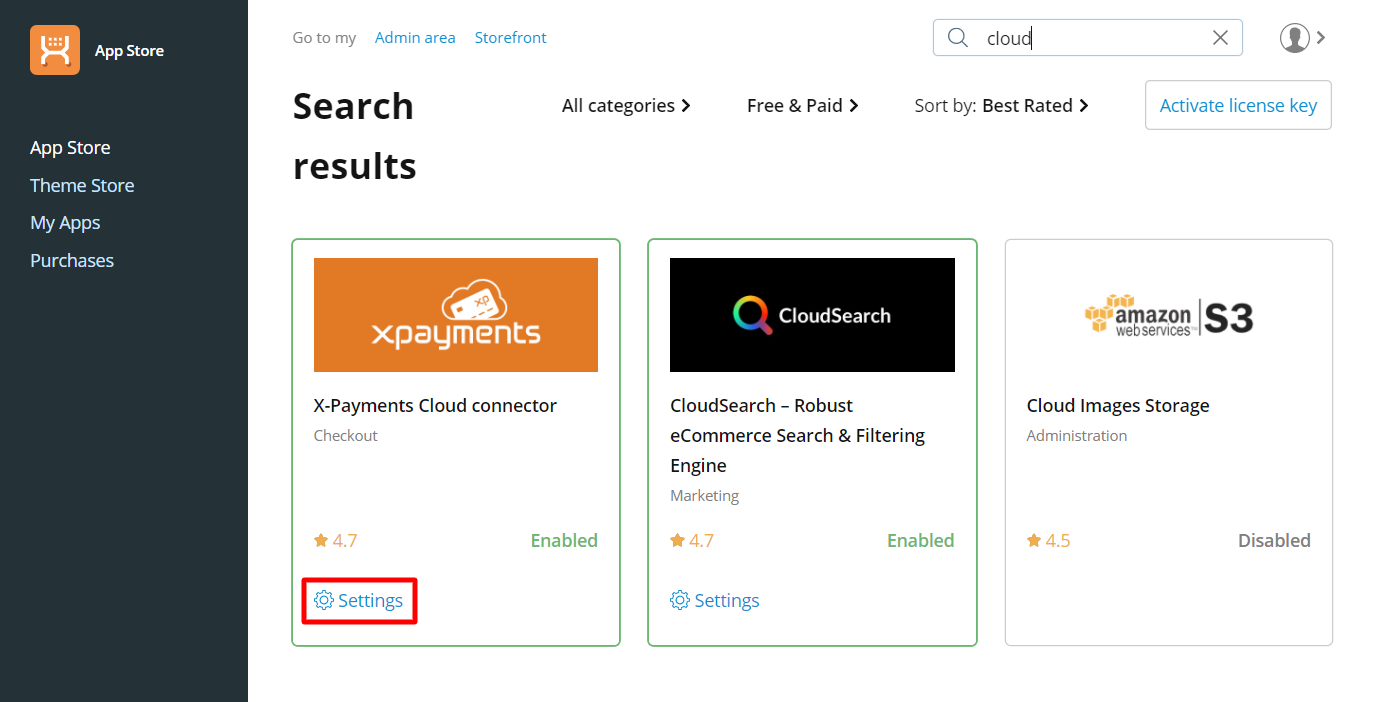 App Store
Go to my Admin area Storefront
cloud
Search results
All categories
Free & Paid
Sort by: Best Rated
Activate license key
App Store
Theme Store
My Apps
Purchases
xp
xpayments
X-Payments Cloud connector
Checkout
4.7
Enabled
Settings
CloudSearch
CloudSearch – Robust
eCommerce Search & Filtering
Engine
Marketing
4.7
Enabled
Settings
amazon
web services™
S3
Cloud Images Storage
Administration
4.5
Disabled